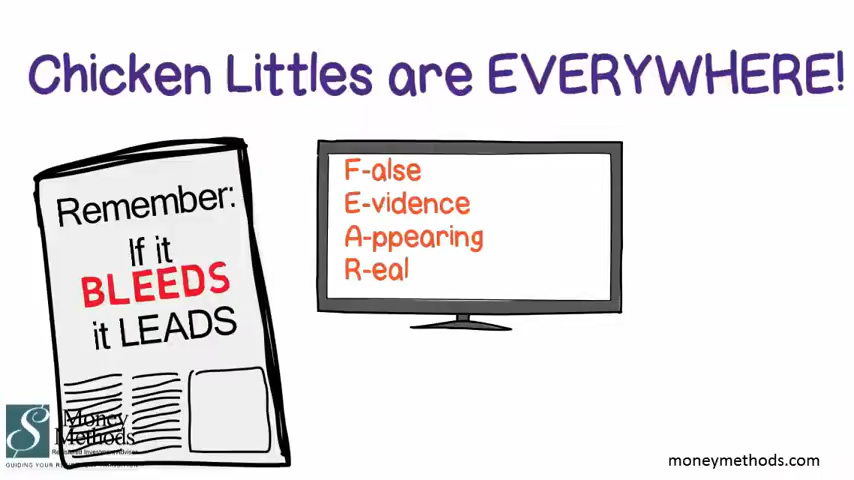 Chicken Littles are EVERYWHERE!
Remember:
If it
BLEEDS
it LEADS
F-alse
E-vidence
A-ppearing
R-eal
Money
Methods
moneymethods.com